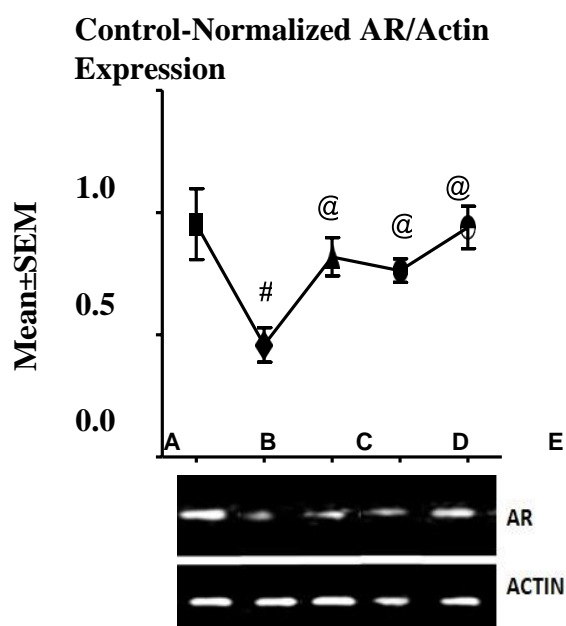 Control-Normalized AR/Actin
Expression
Mean±SEM
1.0
0.5
0.0
@
@
@
#
A B C D E
AR
ACTIN